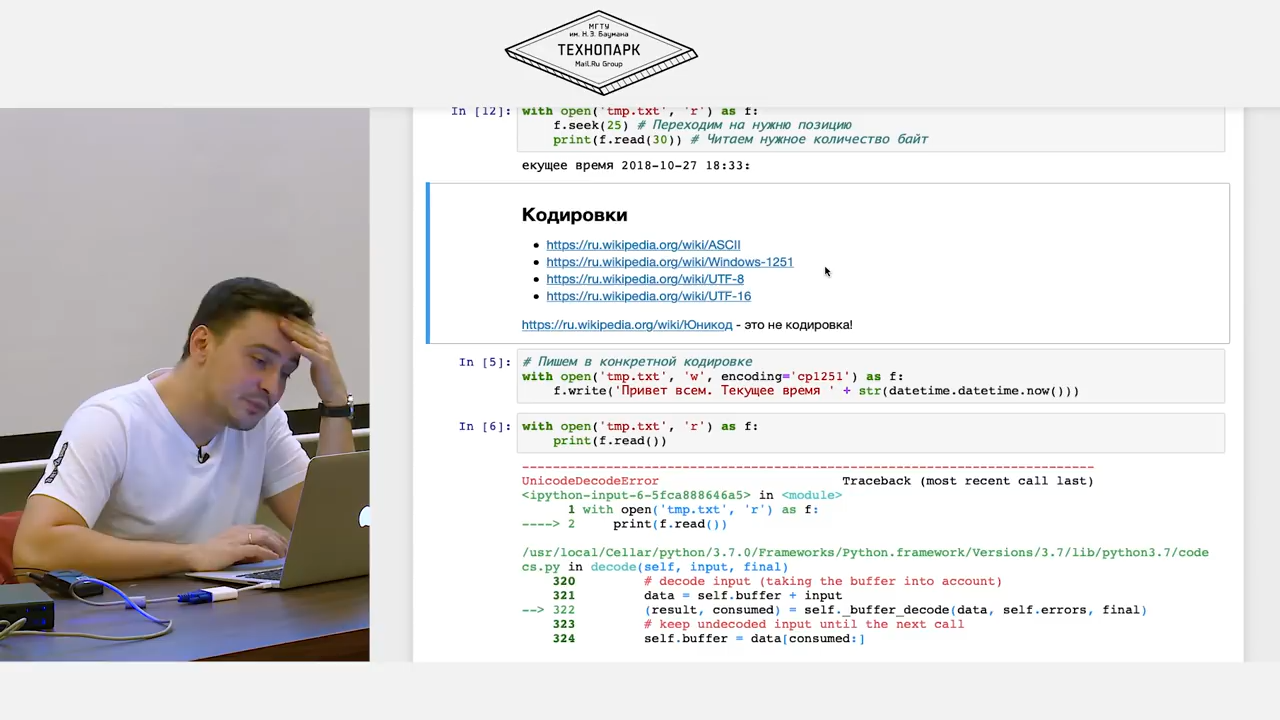 МГТУ
им. Н.Э. Баумана
ТЕХНОПАРК
Mail.Ru Group
In [12]: with open('tmp.txt', 'r') as f:
f.seek(25) # Переходим на нужню позицию
print(f.read(30)) # Читаем нужное количество байт
екущее время 2018-10-27 18:33:
Кодировки
https://ru.wikipedia.org/wiki/ASCII
https://ru.wikipedia.org/wiki/Windows-1251
https://ru.wikipedia.org/wiki/UTF-8
https://ru.wikipedia.org/wiki/UTF-16
https://ru.wikipedia.org/wiki/Юникод - это не кодировка!
In [5]: # Пишем в конкретной кодировке
with open('tmp.txt', 'w', encoding='cp1251') as f:
f.write('Привет всем. Текущее время ' + str(datetime.datetime.now()))
In [6]: with open('tmp.txt', 'r') as f:
print(f.read())
---------------------------------------------------------------------------
UnicodeDecodeError Traceback (most recent call last)
<ipython-input-6-5fca888646a5> in <module>
1 with open('tmp.txt', 'r') as f:
----> 2 print(f.read())
/usr/local/Cellar/python/3.7.0/Frameworks/Python.framework/Versions/3.7/lib/python3.7/code
cs.py in decode(self, input, final)
320 # decode input (taking the buffer into account)
321 data = self.buffer + input
--> 322 (result, consumed) = self._buffer_decode(data, self.errors, final)
323 # keep undecoded input until the next call
324 self.buffer = data[consumed:]